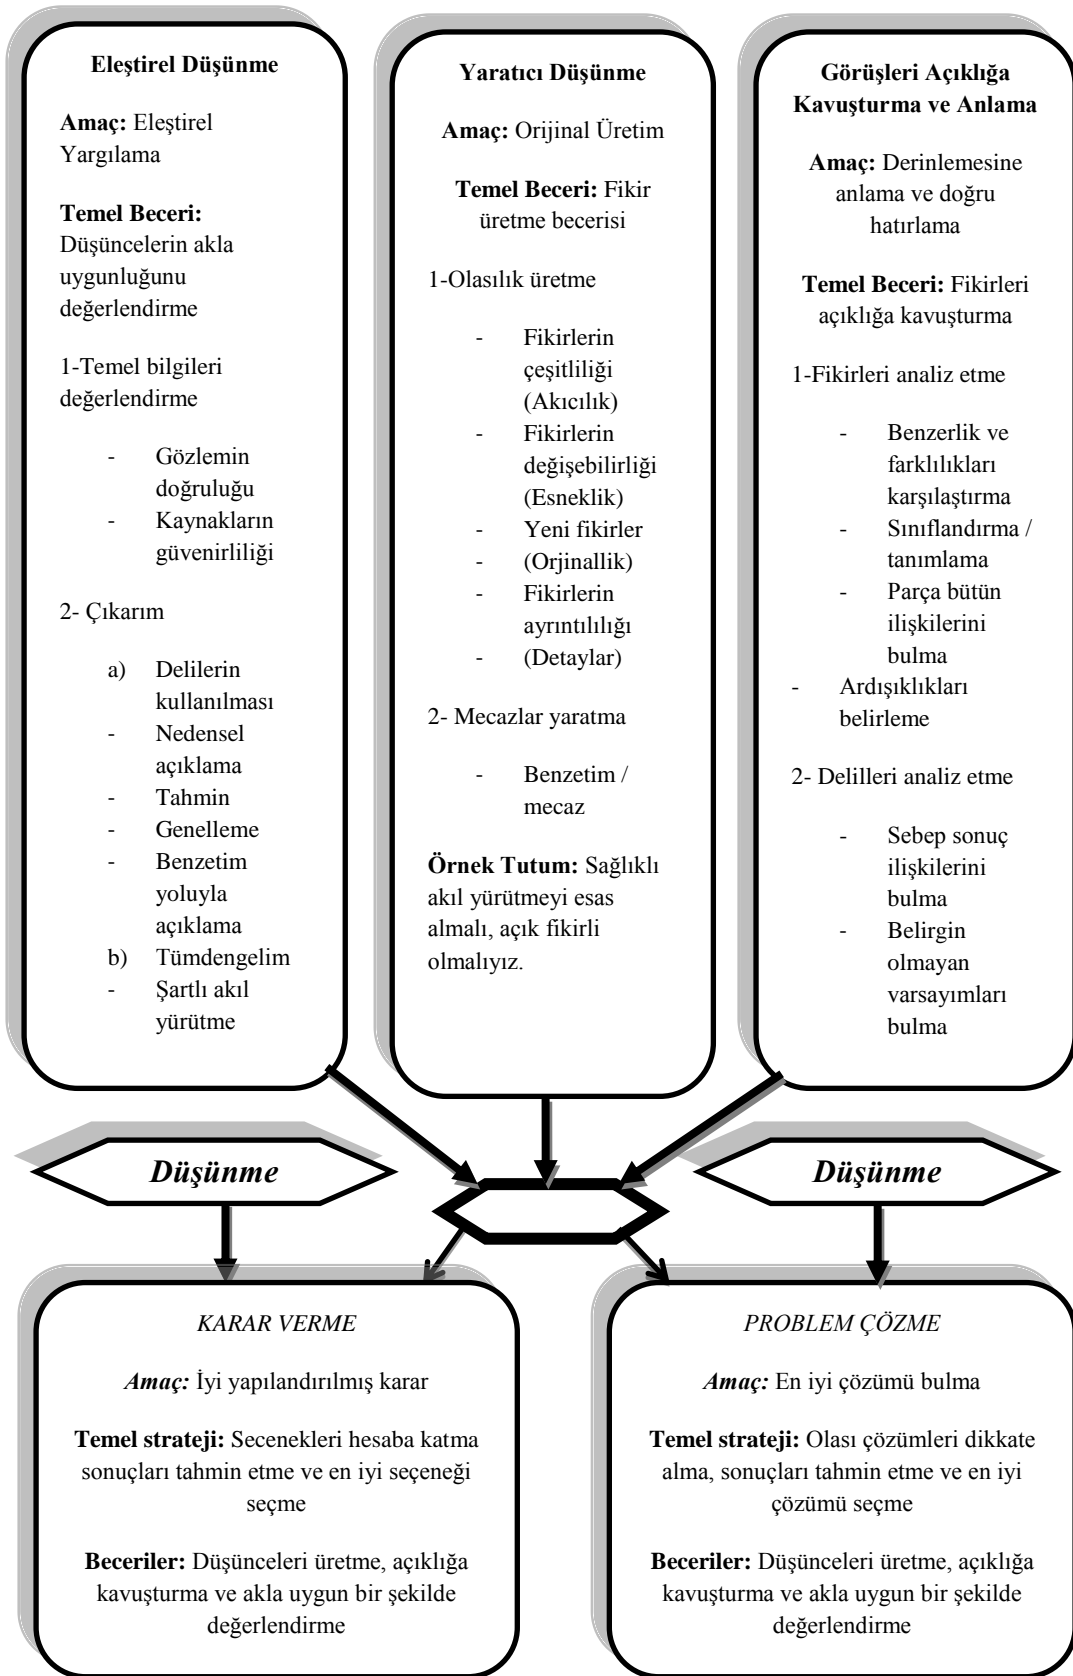 Eleştirel Düşünme
Amaç: Eleştirel
Yargılama
Temel Beceri:
Düşüncelerin akla
uygunluğunu
değerlendirme
1-Temel bilgileri
değerlendirme
- Gözlemin
doğruluğu
- Kaynakların
güvenirliliği
2- Çıkarım
a) Delilerin
kullanılması
- Nedensel
açıklama
- Tahmin
- Genelleme
- Benzetim
yoluyla
açıklama
b) Tümdengelim
- Şartlı akıl
yürütme
Yaratıcı Düşünme
Amaç: Orijinal Üretim
Temel Beceri: Fikir
üretme becerisi
1-Olasılık üretme
- Fikirlerin
çeşitliliği
(Akıcılık)
- Fikirlerin
değişebilirliği
(Esneklik)
- Yeni fikirler
- (Orjinallik)
- Fikirlerin
ayrıntılılığı
- (Detaylar)
2- Mecazlar yaratma
- Benzetim /
mecaz
Örnek Tutum: Sağlıklı
akıl yürütmeyi esas
almalı, açık fikirli
olmalıyız.
Görüşleri Açıklığa
Kavuşturma ve Anlama
Amaç: Derinlemesine
anlama ve doğru
hatırlama
Temel Beceri: Fikirleri
açıklığa kavuşturma
1-Fikirleri analiz etme
- Benzerlik ve
farklılıkları
karşılaştırma
- Sınıflandırma /
tanımlama
- Parça bütün
ilişkilerini
bulma
- Ardışıklıkları
belirleme
2- Delilleri analiz etme
- Sebep sonuç
ilişkilerini
bulma
- Belirgin
olmayan
varsayımları
bulma
Düşünme
Düşünme
KARAR VERME
Amaç: İyi yapılandırılmış karar
Temel strateji: Secenekleri hesaba katma
sonuçları tahmin etme ve en iyi seçeneği
seçme
Beceriler: Düşünceleri üretme, açıklığa
kavuşturma ve akla uygun bir şekilde
değerlendirme
PROBLEM ÇÖZME
Amaç: En iyi çözümü bulma
Temel strateji: Olası çözümleri dikkate
alma, sonuçları tahmin etme ve en iyi
çözümü seçme
Beceriler: Düşünceleri üretme, açıklığa
kavuşturma ve akla uygun bir şekilde
değerlendirme